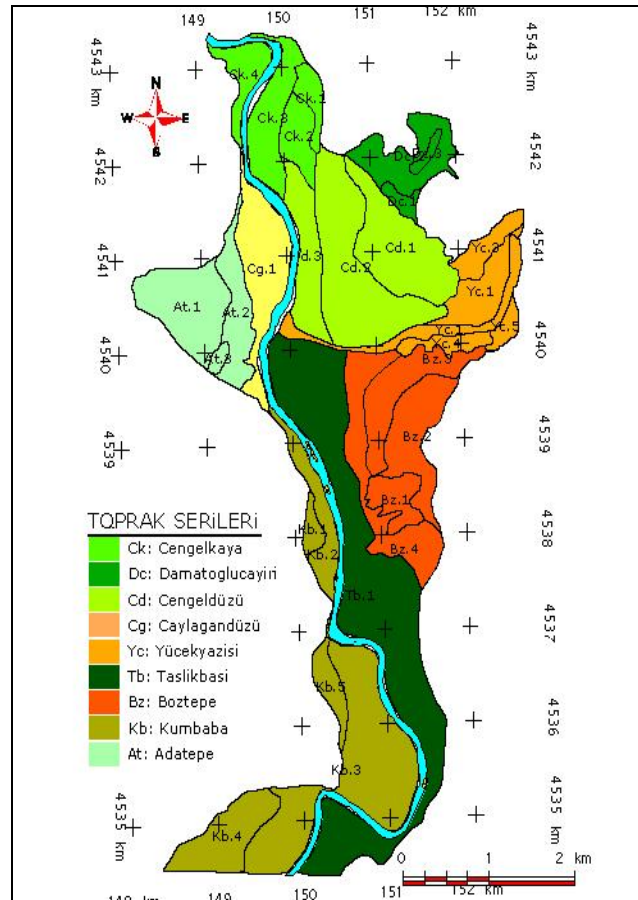 149 150 151 152 km
4543 km
4543 km
N
W E
S
Ck.4
Ck.1
Ck.3
Ck.2
4542
4542
Dc.1
4541
4541
Cg.1
Cd.1
Cd.2
Yc.1
At.1
At.2
At.3
Yc.4
Yc.5
4540
4540
Bz.3
Bz.2
4539
4539
Bz.1
Bz.4
4538
4538
Kb.1
Kb.2
Tb.1
TOPRAK SERILERI
Ck: Cengelkaya
Dc: Damatoglucayiri
Cd: Cengeldüzü
Cg: Caylagandüzü
Yc: Yücekyazisi
Tb: Taslikbasi
Bz: Boztepe
Kb: Kumbaba
At: Adatepe
4537
Kb.5
4536
Kb.3
4535 km
4535 km
Kb.4
0 1 2 km
149 150 151 152 km